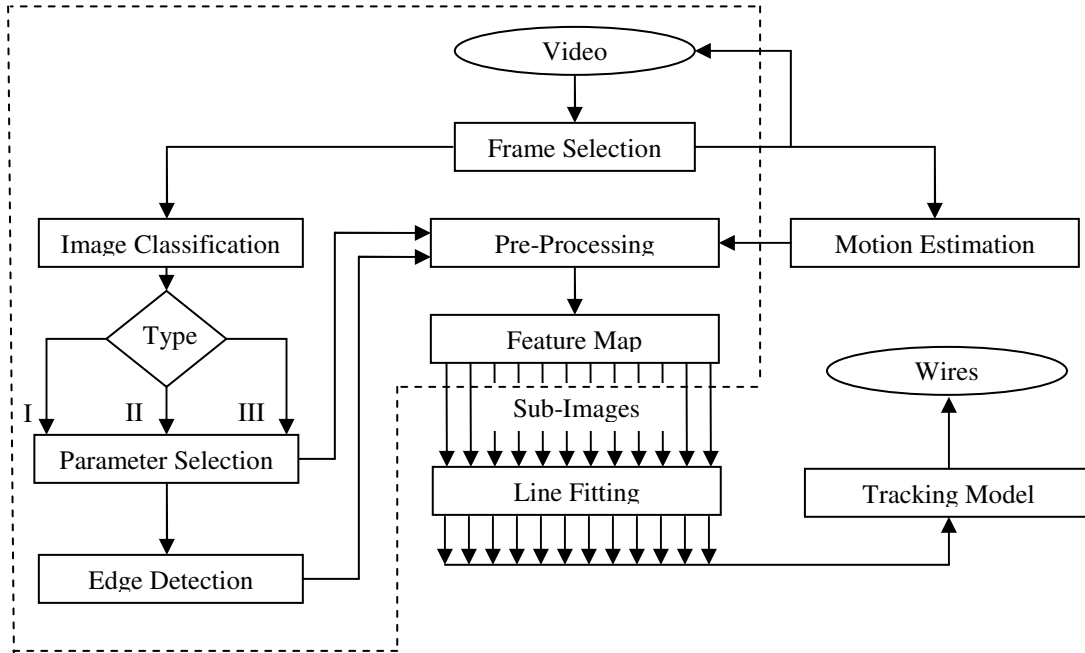 Video
Frame Selection
Image Classification
Pre-Processing
Motion Estimation
Type
Feature Map
Wires
I
II
III
Sub-Images
Parameter Selection
Line Fitting
Tracking Model
Edge Detection